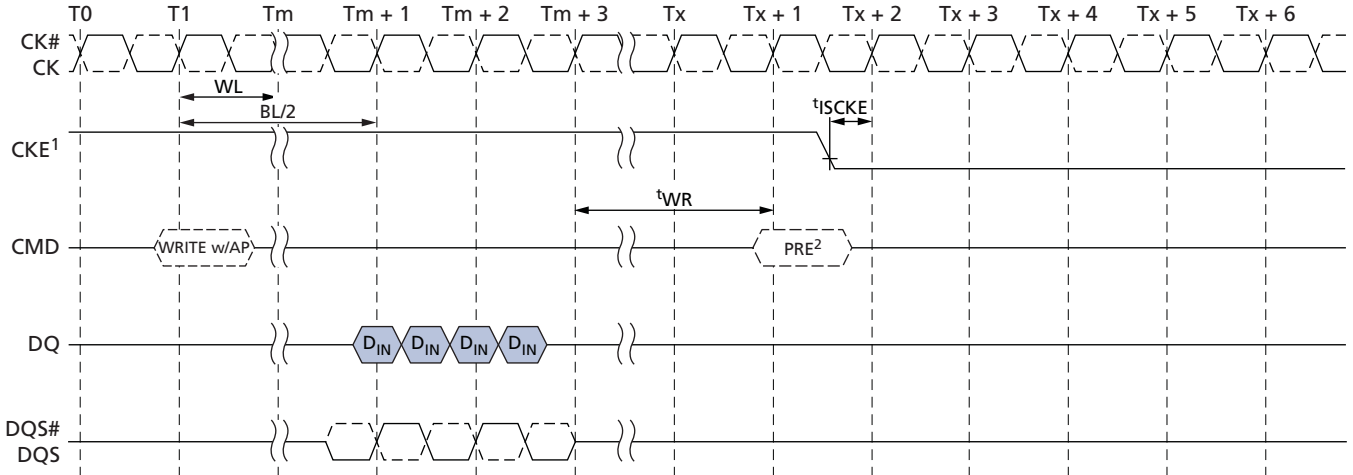 T0 T1 Tm Tm + 1 Tm + 2 Tm + 3 Tx Tx + 1 Tx + 2 Tx + 3 Tx + 4 Tx + 5 Tx + 6
CK#
CK
WL
BL/2
tISCKE
CKE1
tWR
CMD WRITE w/AP PRE2
DQ DIN DIN DIN DIN
DQS#
DQS